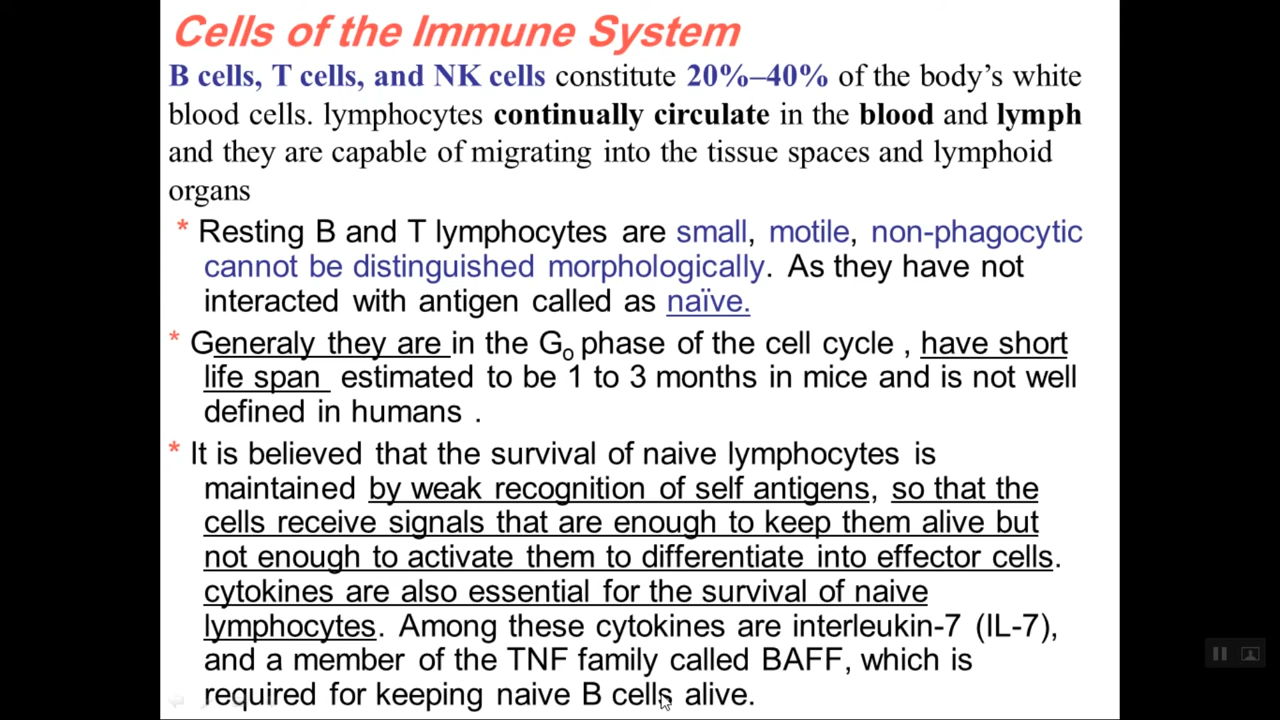 Cells of the Immune System
B cells, T cells, and NK cells constitute 20%–40% of the body's white
blood cells. lymphocytes continually circulate in the blood and lymph
and they are capable of migrating into the tissue spaces and lymphoid
organs
* Resting B and T lymphocytes are small, motile, non-phagocytic
cannot be distinguished morphologically. As they have not
interacted with antigen called as naïve.
* Generaly they are in the Go phase of the cell cycle , have short
life span estimated to be 1 to 3 months in mice and is not well
defined in humans .
* It is believed that the survival of naive lymphocytes is
maintained by weak recognition of self antigens, so that the
cells receive signals that are enough to keep them alive but
not enough to activate them to differentiate into effector cells.
cytokines are also essential for the survival of naive
lymphocytes. Among these cytokines are interleukin-7 (IL-7),
and a member of the TNF family called BAFF, which is
required for keeping naive B cells alive.